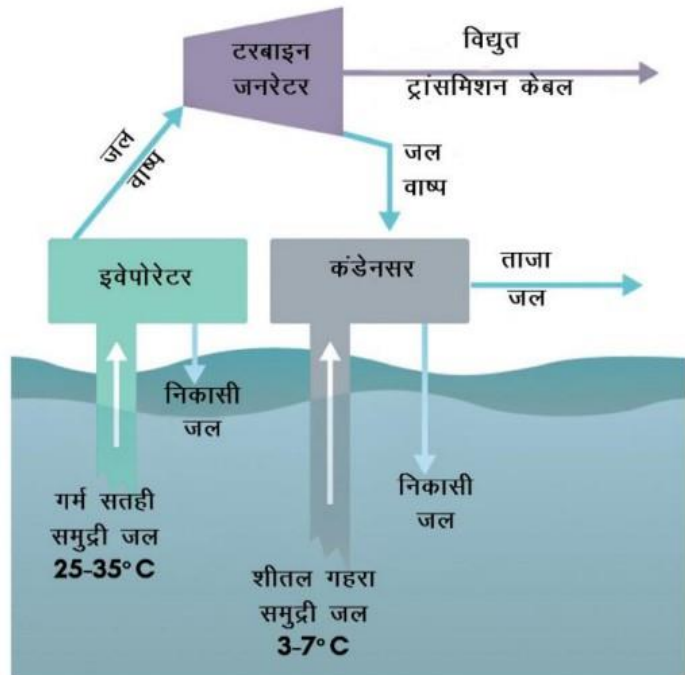 टरबाइन
जनरेटर
विद्युत
ट्रांसमिशन केबल
जल
वाष्प
जल
वाष्प
इवेपोरेटर
कंडेनसर
ताजा
जल
निकासी
जल
गर्म सतही
समुद्री जल
25-35°C
निकासी
जल
शीतल गहरा
समुद्री जल
3-7°C